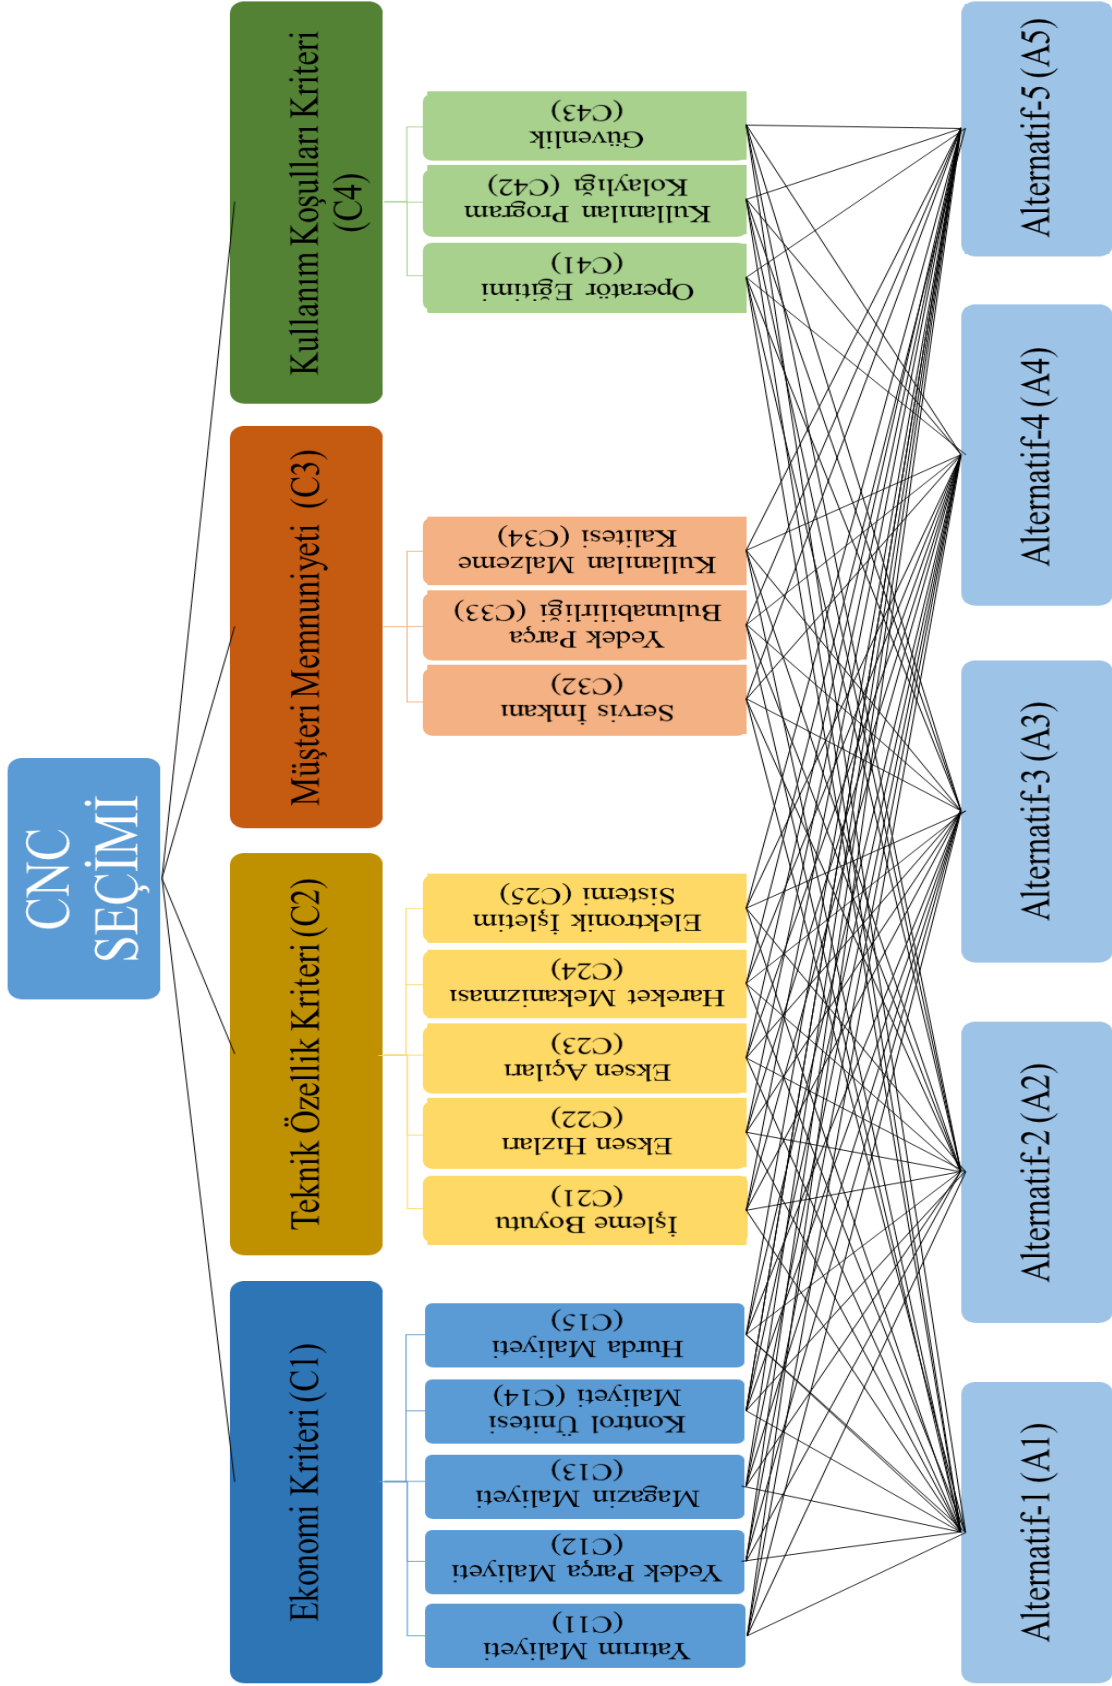 CNC
SEÇİMİ
Ekonomi Kriteri (C1)
Teknik Özellik Kriteri (C2)
Müşteri Memnuniyeti  (C3)
Kullanım Koşulları Kriteri
(C4)
Yatırım Maliyeti
(C11)
Yedek Parça Maliyeti
(C12)
Magazin Maliyeti
(C13)
Kontrol Ünitesi
Maliyeti (C14)
Hurda Maliyeti
(C15)
İşleme Boyutu
(C21)
Eksen Hızları
(C22)
Eksen Açıları
(C23)
Hareket Mekanizması
(C24)
Elektronik İşletim
Sistemi (C25)
Servis İmkanı
(C32)
Yedek Parça
Bulunabilirliği (C33)
Kullanılan Malzeme
Kalitesi (C34)
Operatör Eğitimi
(C41)
Kullanılan Program
Kolaylığı (C42)
Güvenlik
(C43)
Alternatif-1 (A1)
Alternatif-2 (A2)
Alternatif-3 (A3)
Alternatif-4 (A4)
Alternatif-5 (A5)